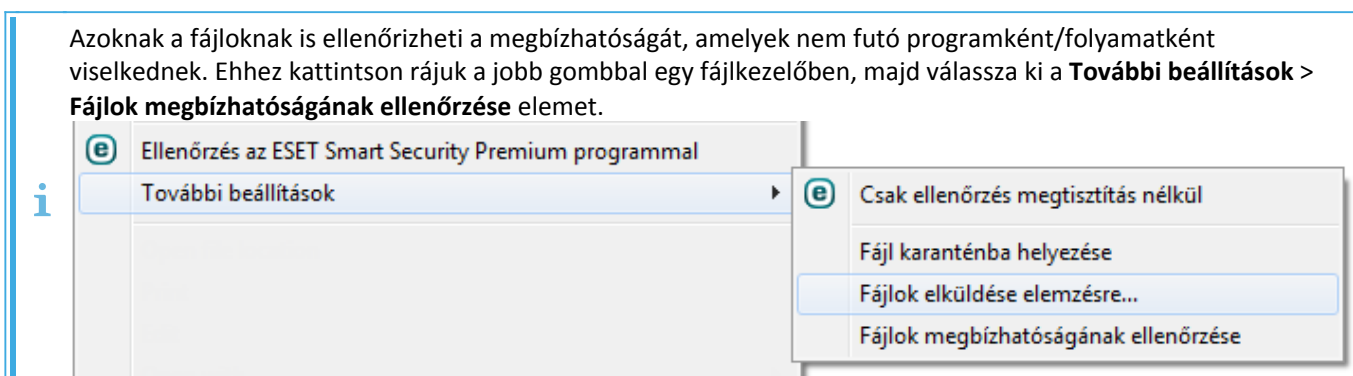 Azoknak a fájloknak is ellenőrizheti a megbízhatóságát, amelyek nem futó programként/folyamatként
viselkednek. Ehhez kattintson rájuk a jobb gombbal egy fájlkezelőben, majd válassza ki a További beállítások >
Fájlok megbízhatóságának ellenőrzése elemet.
Ellenőrzés az ESET Smart Security Premium programmal
További beállítások
Csak ellenőrzés megtisztítás nélkül
Fájl karanténba helyezése
Fájlok elküldése elemzésre...
Fájlok megbízhatóságának ellenőrzése